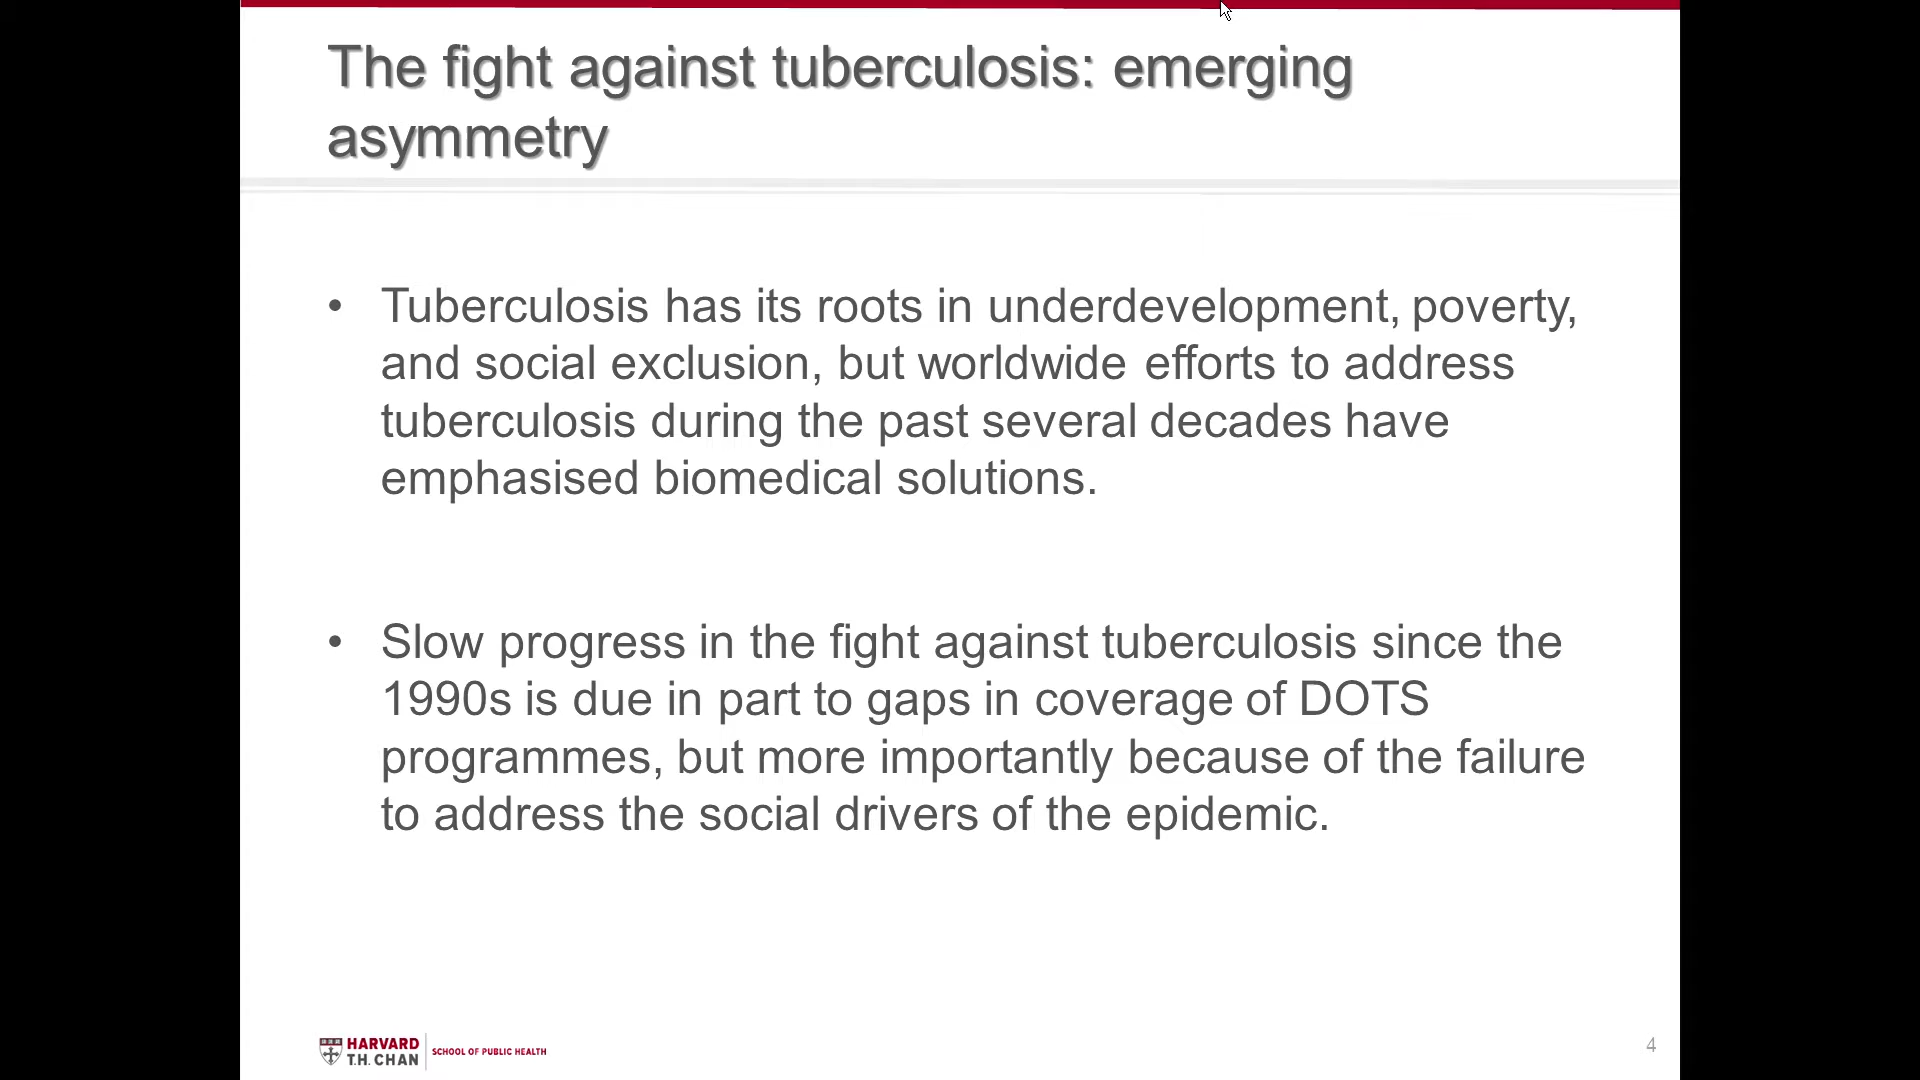 The fight against tuberculosis: emerging
asymmetry
• Tuberculosis has its roots in underdevelopment, poverty,
and social exclusion, but worldwide efforts to address
tuberculosis during the past several decades have
emphasised biomedical solutions.
• Slow progress in the fight against tuberculosis since the
1990s is due in part to gaps in coverage of DOTS
programmes, but more importantly because of the failure
to address the social drivers of the epidemic.
HARVARD
T.H. CHAN
SCHOOL OF PUBLIC HEALTH
4